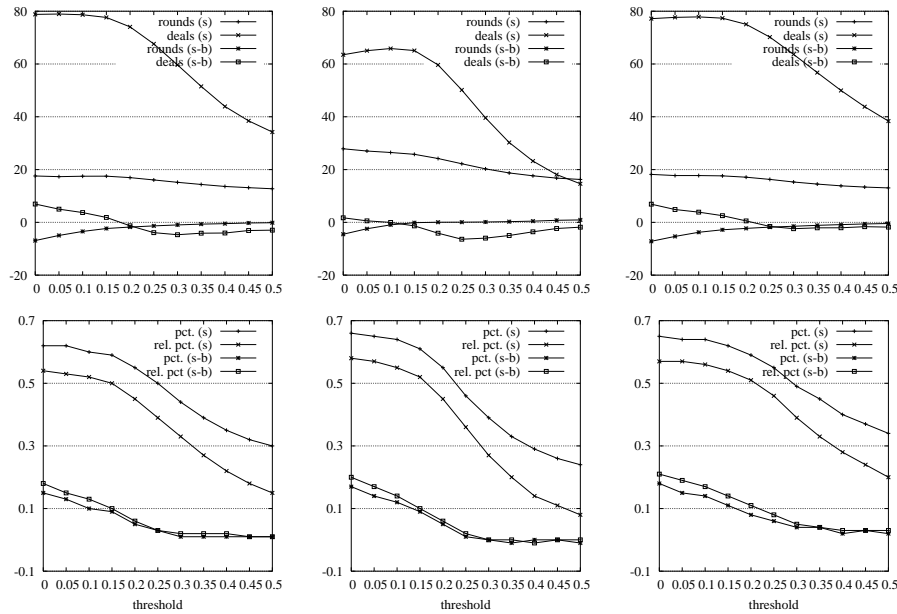 80
60
40
20
0
-20
0 0.05 0.1 0.15 0.2 0.25 0.3 0.35 0.4 0.45 0.5
rounds (s)
deals (s)
rounds (s-b)
deals (s-b)
80
60
40
20
0
-20
0 0.05 0.1 0.15 0.2 0.25 0.3 0.35 0.4 0.45 0.5
rounds (s)
deals (s)
rounds (s-b)
deals (s-b)
80
60
40
20
0
-20
0 0.05 0.1 0.15 0.2 0.25 0.3 0.35 0.4 0.45 0.5
rounds (s)
deals (s)
rounds (s-b)
deals (s-b)
0.7
0.5
0.3
0.1
-0.1
0 0.05 0.1 0.15 0.2 0.25 0.3 0.35 0.4 0.45 0.5
threshold
pct. (s)
rel. pct. (s)
pct. (s-b)
rel. pct (s-b)
0.7
0.5
0.3
0.1
-0.1
0 0.05 0.1 0.15 0.2 0.25 0.3 0.35 0.4 0.45 0.5
threshold
pct. (s)
rel. pct. (s)
pct. (s-b)
rel. pct (s-b)
0.7
0.5
0.3
0.1
-0.1
0 0.05 0.1 0.15 0.2 0.25 0.3 0.35 0.4 0.45 0.5
threshold
pct. (s)
rel. pct. (s)
pct. (s-b)
rel. pct (s-b)